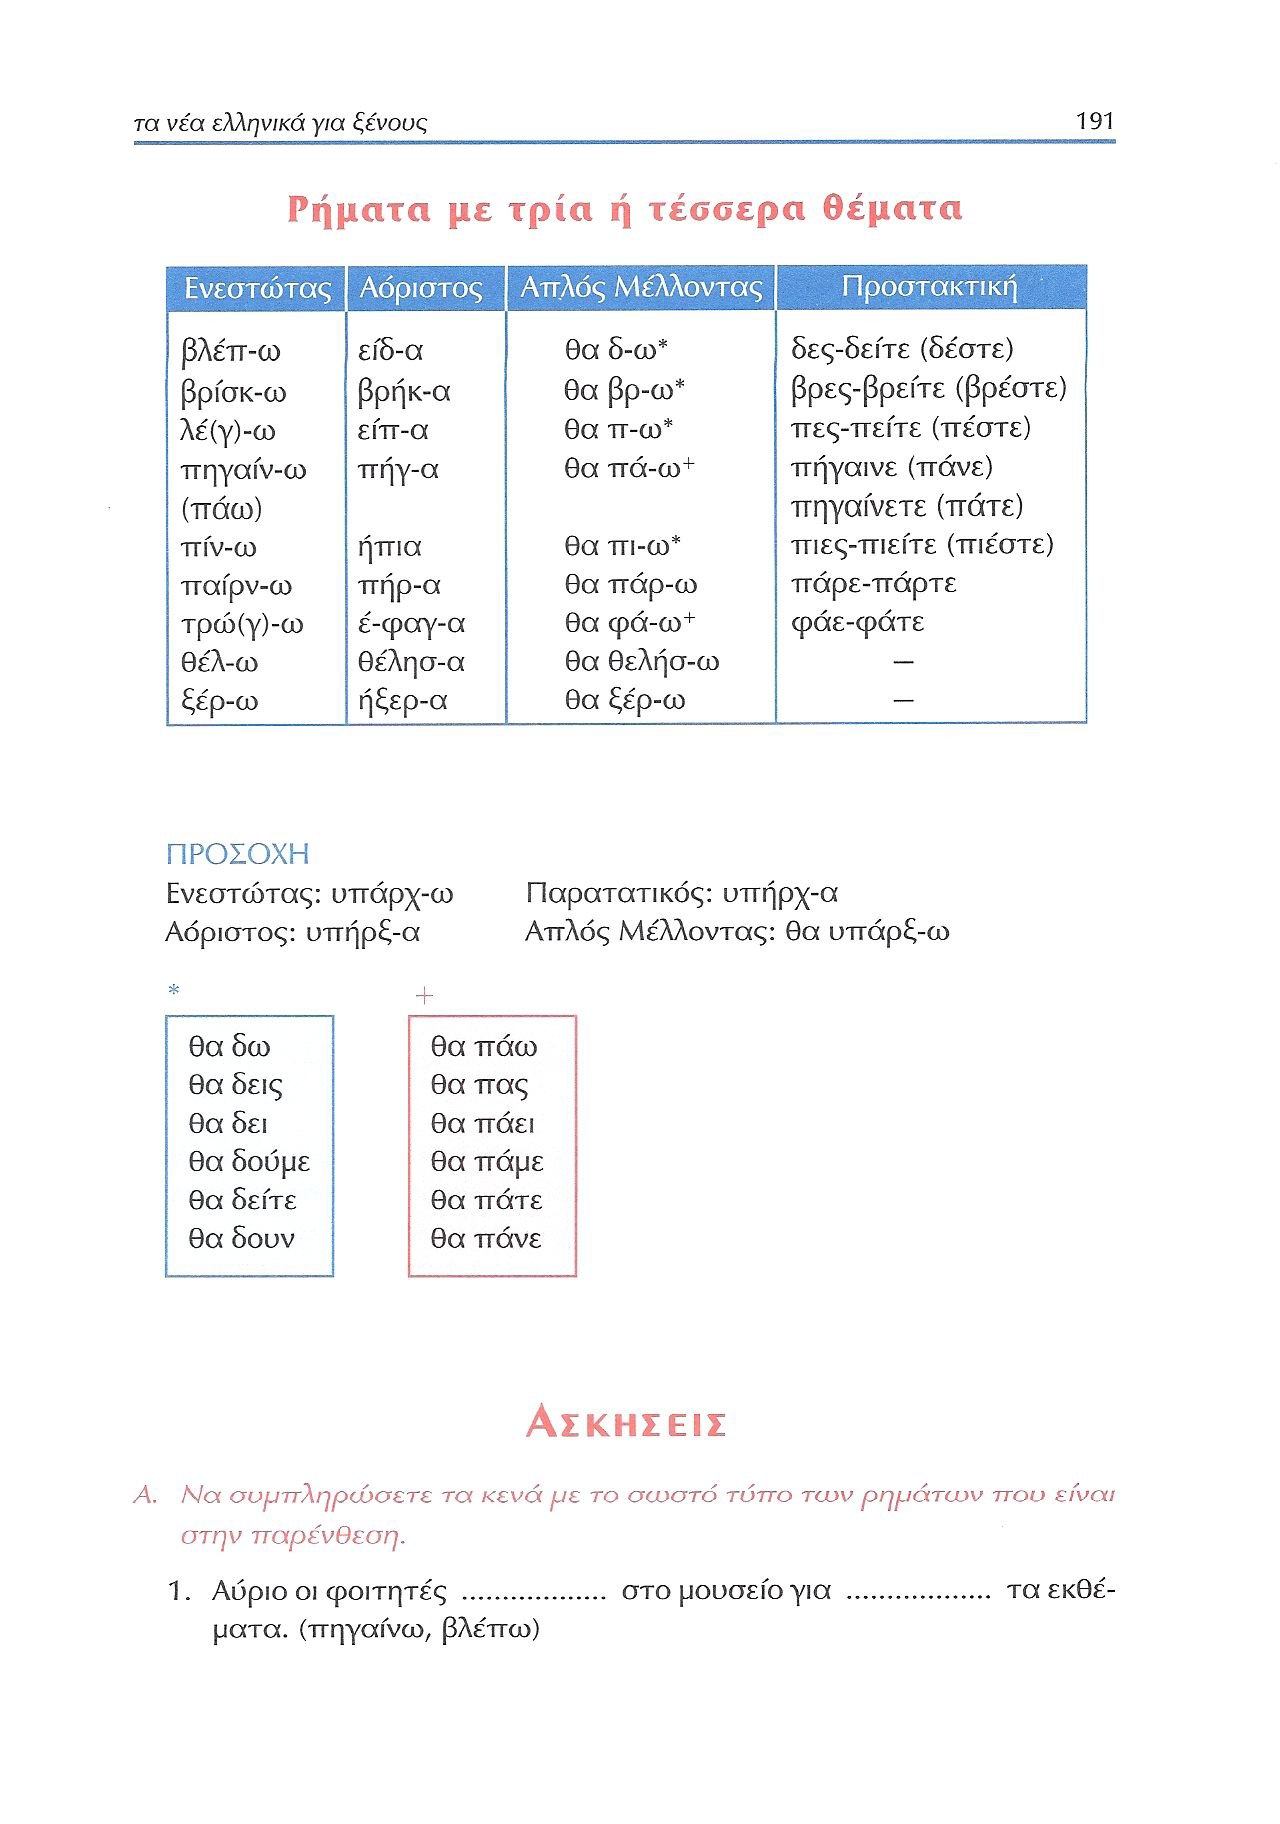 τα νέα ελληνικά για ξένους 191
Ρήματα με τρία ή τέσσερα θέματα
Ενεστώτας Αόριστος Απλός Μέλλοντας Προστακτική
βλέπ-ω είδ-α θα δ-ω* δες-δείτε (δέστε)
βρίσκ-ω βρήκ-α θα βρ-ω* βρες-βρείτε (βρέστε)
λέ(γ)-ω είπ-α θα π-ω* πες-πείτε (πέστε)
πηγαίν-ω πήγ-α θα πά-ω+ πήγαινε (πάνε)
(πάω) πηγαίνετε (πάτε)
πίν-ω ήπια θα πι-ω* πιες-πιείτε (πιέστε)
παίρν-ω πήρ-α θα πάρ-ω πάρε-πάρτε
τρώ(γ)-ω έ-φαγ-α θα φά-ω+ φάε-φάτε
θέλ-ω θέλησ-α θα θελήσ-ω –
ξέρ-ω ήξερ-α θα ξέρ-ω –
ΠΡΟΣΟΧΗ
Ενεστώτας: υπάρχ-ω Παρατατικός: υπήρχ-α
Αόριστος: υπήρξ-α Απλός Μέλλοντας: θα υπάρξ-ω
* +
θα δω θα πάω
θα δεις θα πας
θα δει θα πάει
θα δούμε θα πάμε
θα δείτε θα πάτε
θα δουν θα πάνε
ΑΣΚΗΣΕΙΣ
Α. Να συμπληρώσετε τα κενά με το σωστό τύπο των ρημάτων που είναι
στην παρένθεση.
1. Αύριο οι φοιτητές .................. στο μουσείο για .................. τα εκθέ-
ματα. (πηγαίνω, βλέπω)